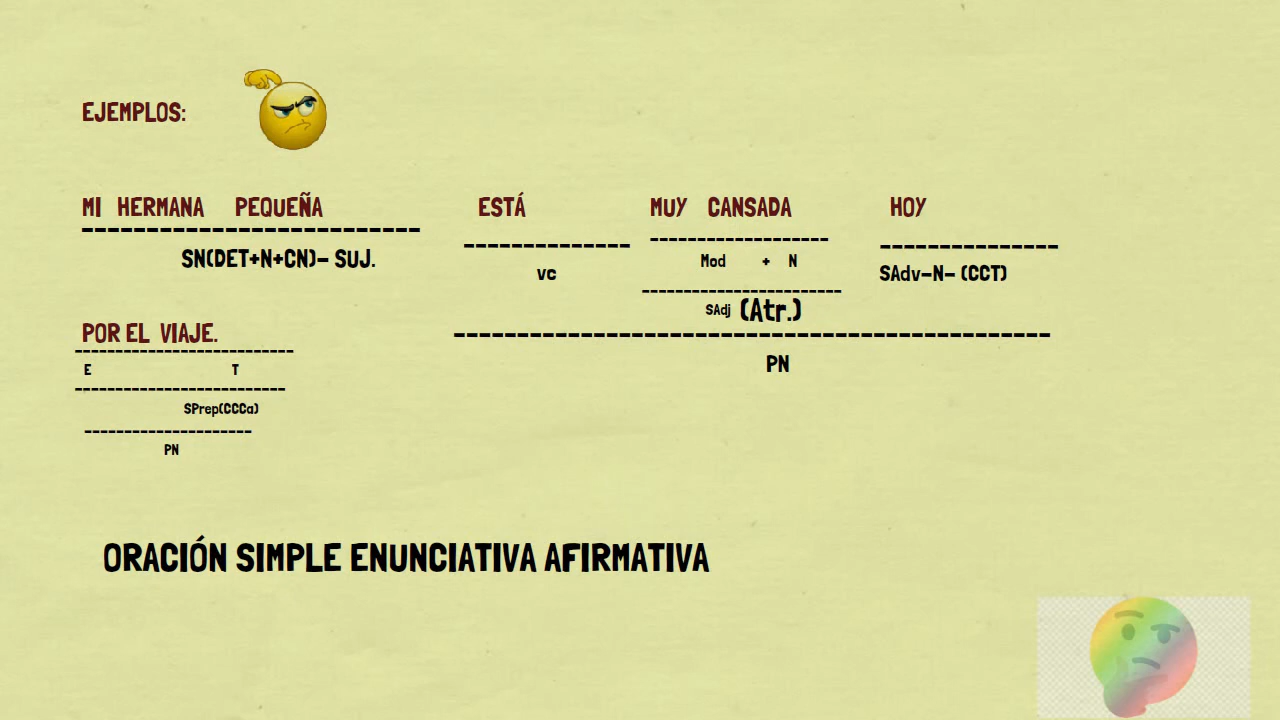 EJEMPLOS:
MI HERMANA PEQUEÑA ESTÁ MUY CANSADA HOY
SN(DET+N+CN)- SUJ. vc Mod + N SAdv-N- (CCT)
SAdj (Atr.)
PN
POR EL VIAJE.
E T
SPrep(CCCa)
PN
ORACIÓN SIMPLE ENUNCIATIVA AFIRMATIVA